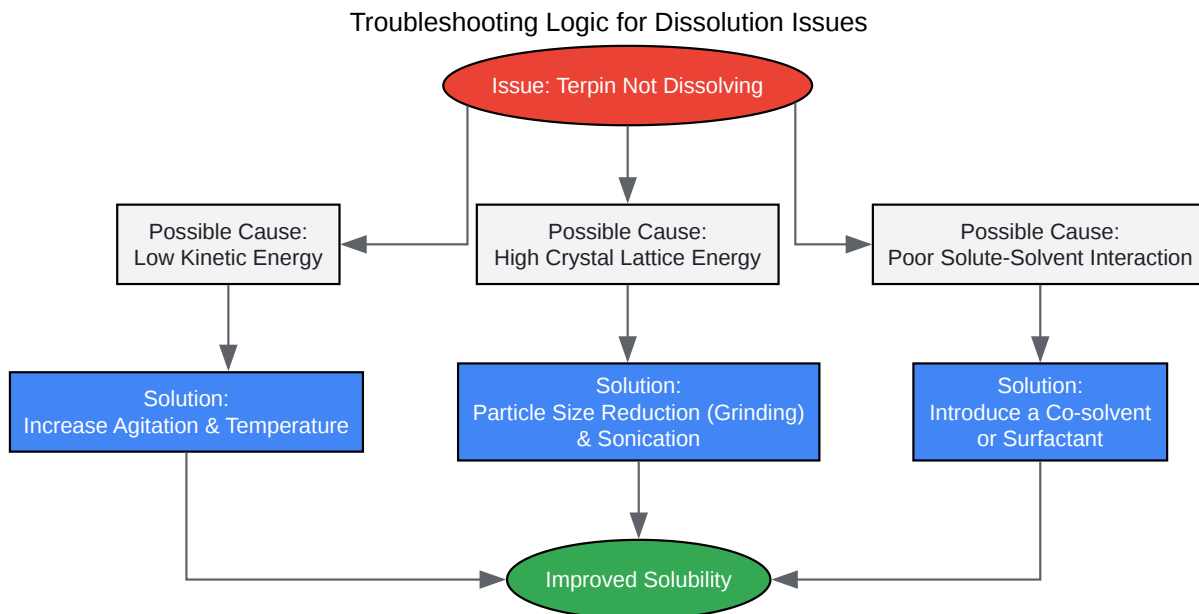 Troubleshooting Logic for Dissolution Issues
Issue: Terpin Not Dissolving
Possible Cause:
Low Kinetic Energy
Possible Cause:
High Crystal Lattice Energy
Possible Cause:
Poor Solute-Solvent Interaction
Solution:
Increase Agitation & Temperature
Solution:
Particle Size Reduction (Grinding)
& Sonication
Solution:
Introduce a Co-solvent
or Surfactant
Improved Solubility